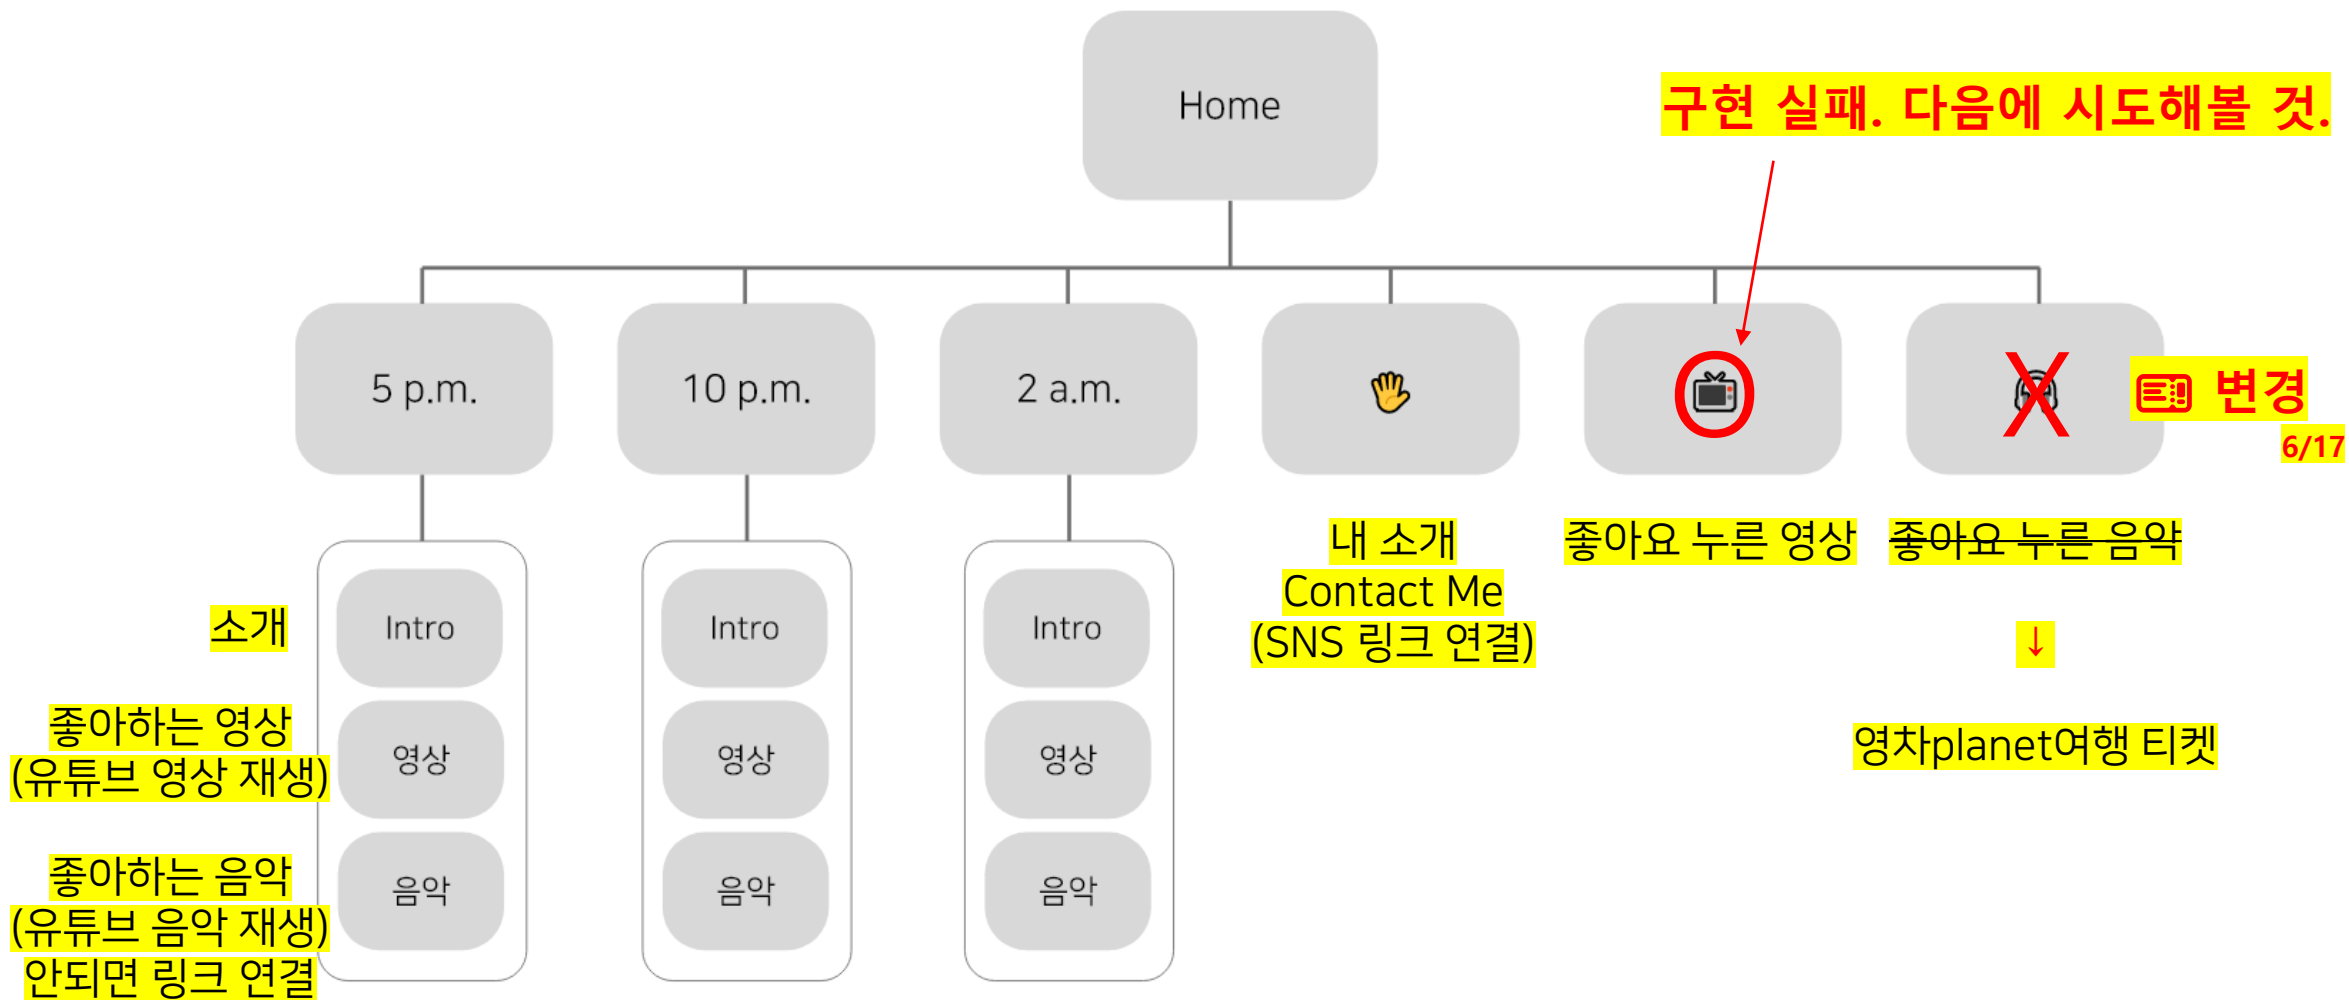 Home
구현 실패. 다음에 시도해볼 것.
5 p.m.
10 p.m.
2 a.m.
X
변경
6/17
내 소개
Contact Me
(SNS 링크 연결)
좋아요 누른 영상
좋아요 누른 음악
↓
영차planet여행 티켓
소개
Intro
Intro
Intro
좋아하는 영상
(유튜브 영상 재생)
영상
영상
영상
좋아하는 음악
(유튜브 음악 재생)
안되면 링크 연결
음악
음악
음악